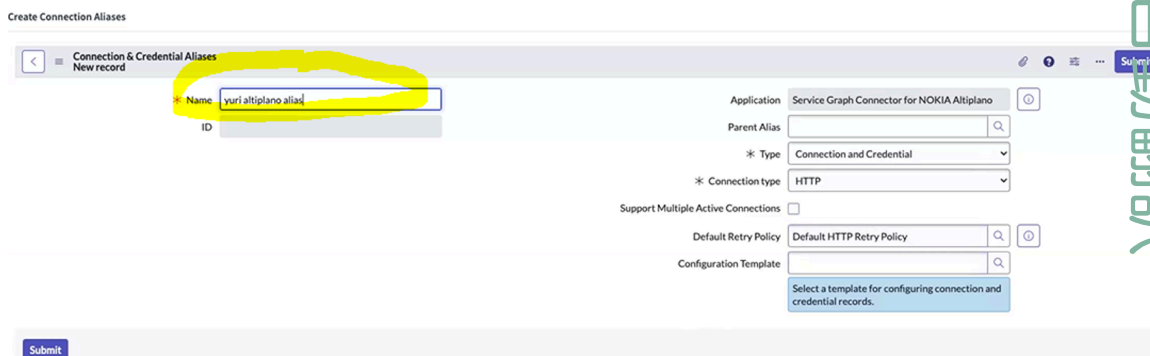 Create Connection Aliases
Connection & Credential Aliases
New record
Submit
Name
yuri altiplano alias
ID
Application
Service Graph Connector for NOKIA Altiplano
Parent Alias
Type
Connection and Credential
Connection type
HTTP
Support Multiple Active Connections
Default Retry Policy
Default HTTP Retry Policy
Configuration Template
Select a template for configuring connection and
credential records.
Submit